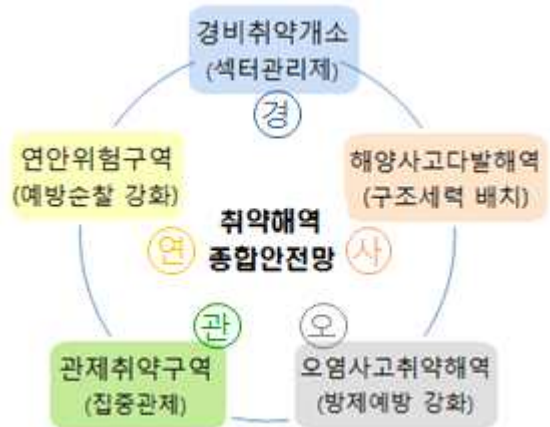 경비취약개소
(섹터관리제)
경
연안위험구역
(예방순찰 강화)
해양사고다발해역
(구조세력 배치)
연
취약해역
종합안전망
사
관
오
관제취약구역
(집중관제)
오염사고취약해역
(방제예방 강화)